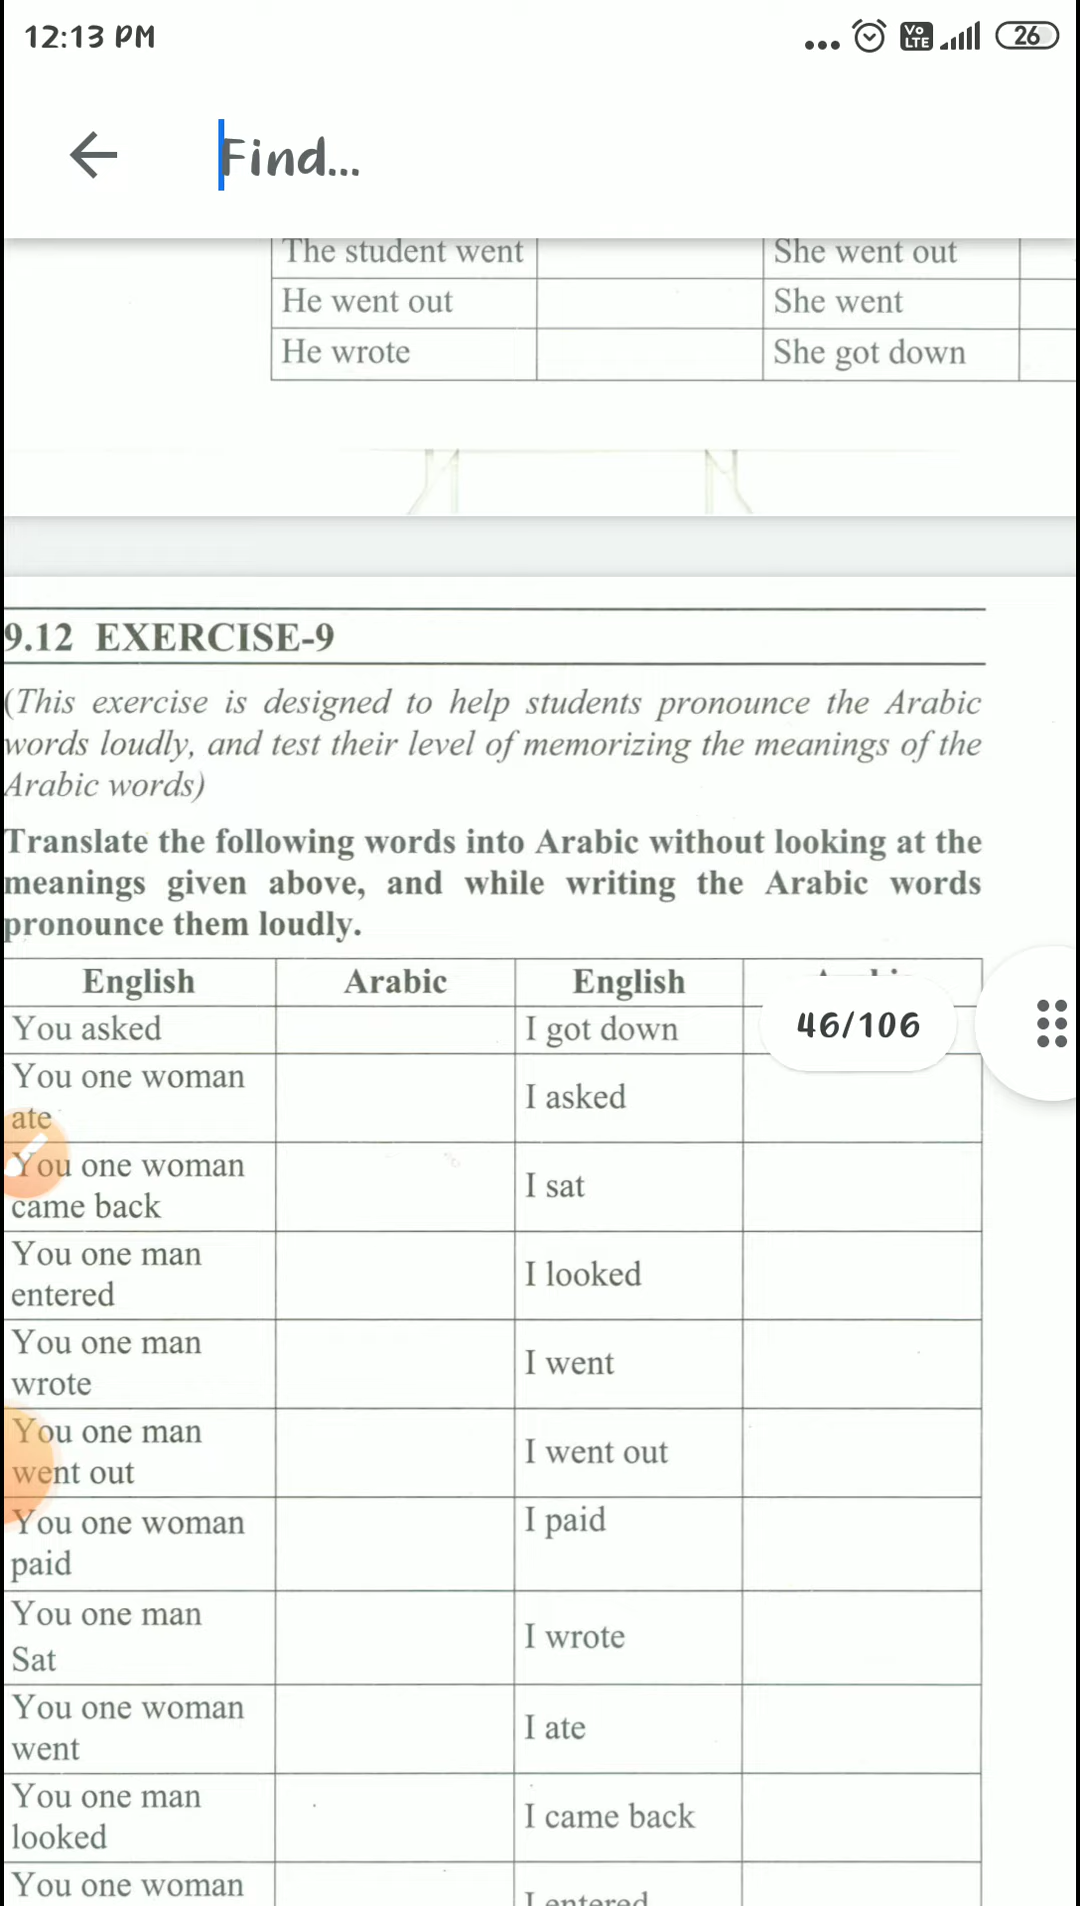 12:13 PM
Vo LTE
26
Find...
The student went
She went out
He went out
She went
He wrote
She got down
9.12 EXERCISE-9
(This exercise is designed to help students pronounce the Arabic
words loudly, and test their level of memorizing the meanings of the
Arabic words)
Translate the following words into Arabic without looking at the
meanings given above, and while writing the Arabic words
pronounce them loudly.
English
Arabic
English
46/106
You asked
I got down
You one woman
ate
I asked
You one woman
came back
I sat
You one man
entered
I looked
You one man
wrote
I went
You one man
went out
I went out
You one woman
paid
I paid
You one man
Sat
I wrote
You one woman
went
I ate
You one man
looked
I came back
You one woman
I entered